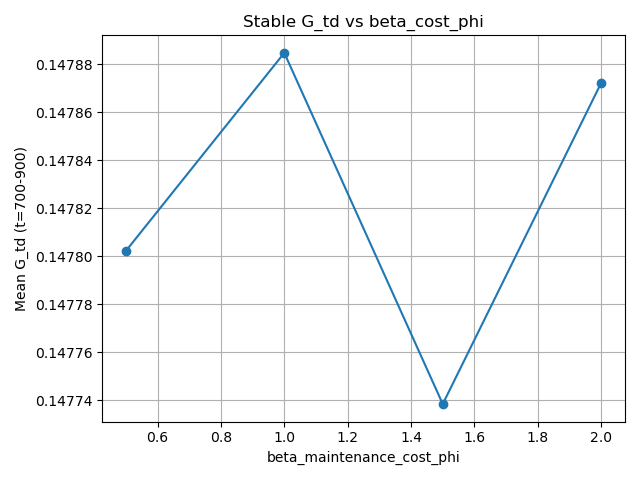 Stable G_td vs beta_cost_phi
Mean G_td (t=700-900)
0.14788
0.14786
0.14784
0.14782
0.14780
0.14778
0.14776
0.14774
0.6 0.8 1.0 1.2 1.4 1.6 1.8 2.0
beta_maintenance_cost_phi